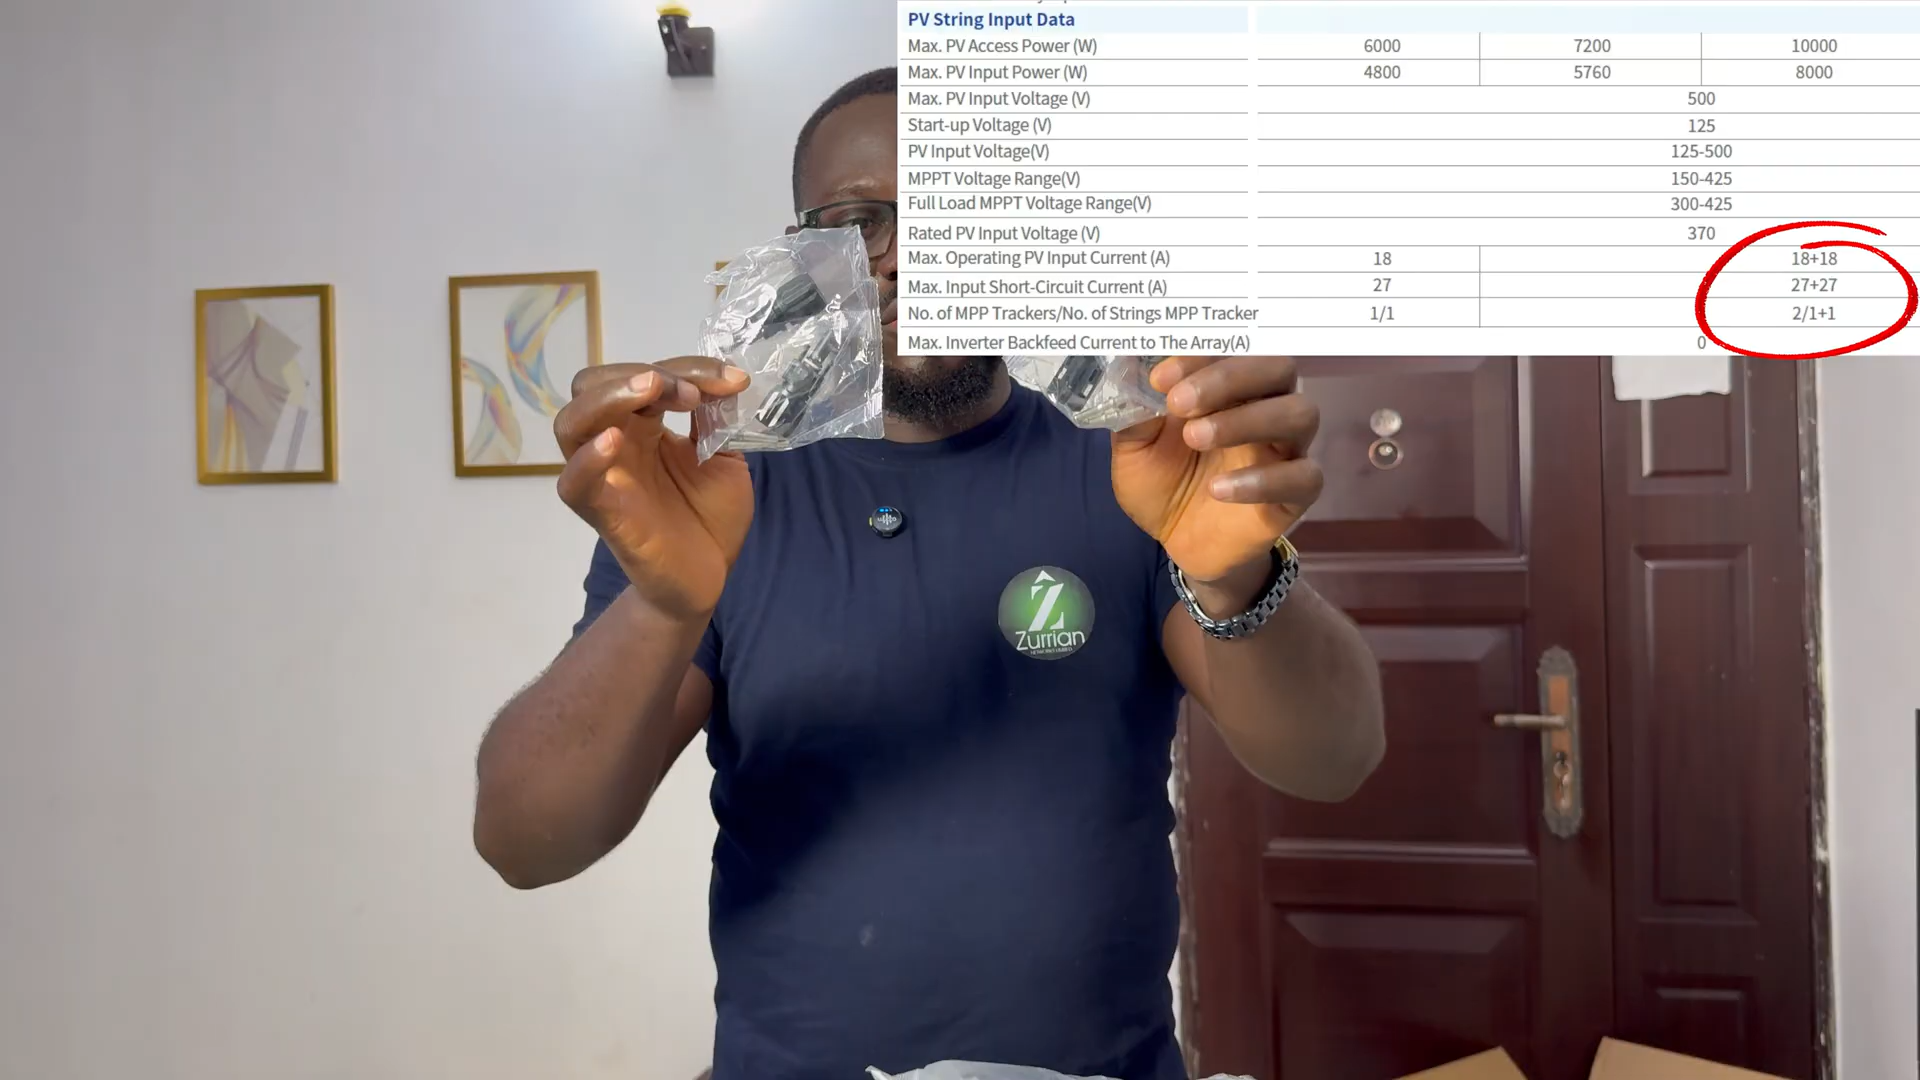 PV String Input Data
Max. PV Access Power (W) 6000 7200 10000
Max. PV Input Power (W) 4800 5760 8000
Max. PV Input Voltage (V) 500
Start-up Voltage (V) 125
PV Input Voltage(V) 125-500
MPPT Voltage Range(V) 150-425
Full Load MPPT Voltage Range(V) 300-425
Rated PV Input Voltage (V) 370
Max. Operating PV Input Current (A) 18 18+18
Max. Input Short-Circuit Current (A) 27 27+27
No. of MPP Trackers/No. of Strings MPP Tracker 1/1 2/1+1
Max. Inverter Backfeed Current to The Array(A) 0
Z
Zurrian